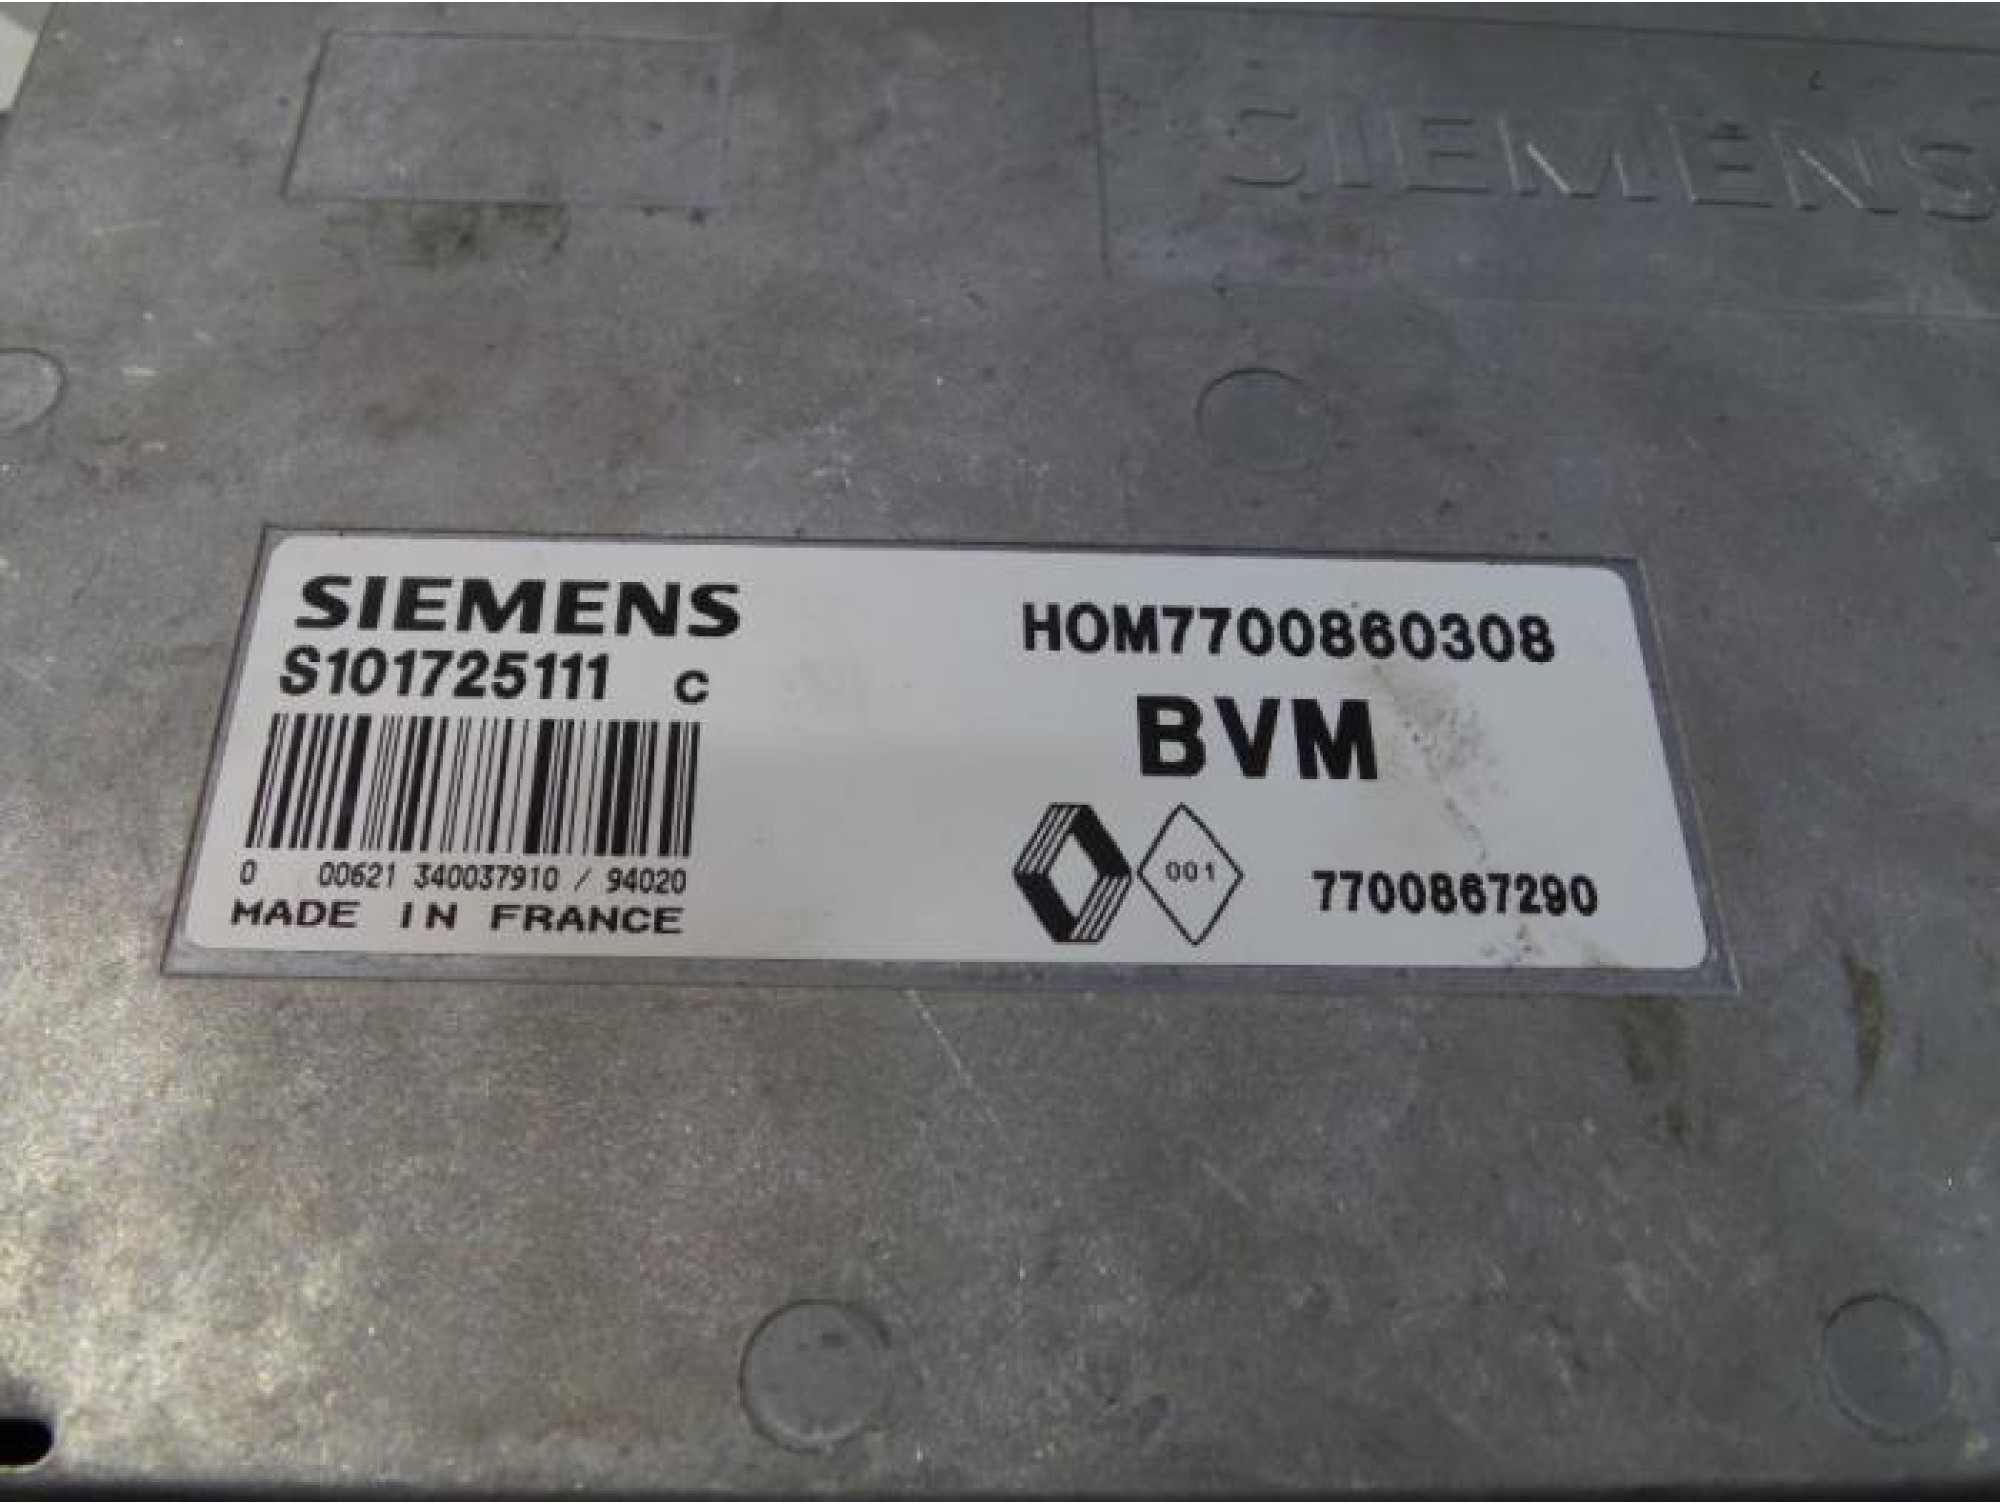 SIEMENS
SIEMENS
S101725111 C
0 00621 340037910 / 94020
MADE IN FRANCE
HOM7700860308
BVM
001
7700867290